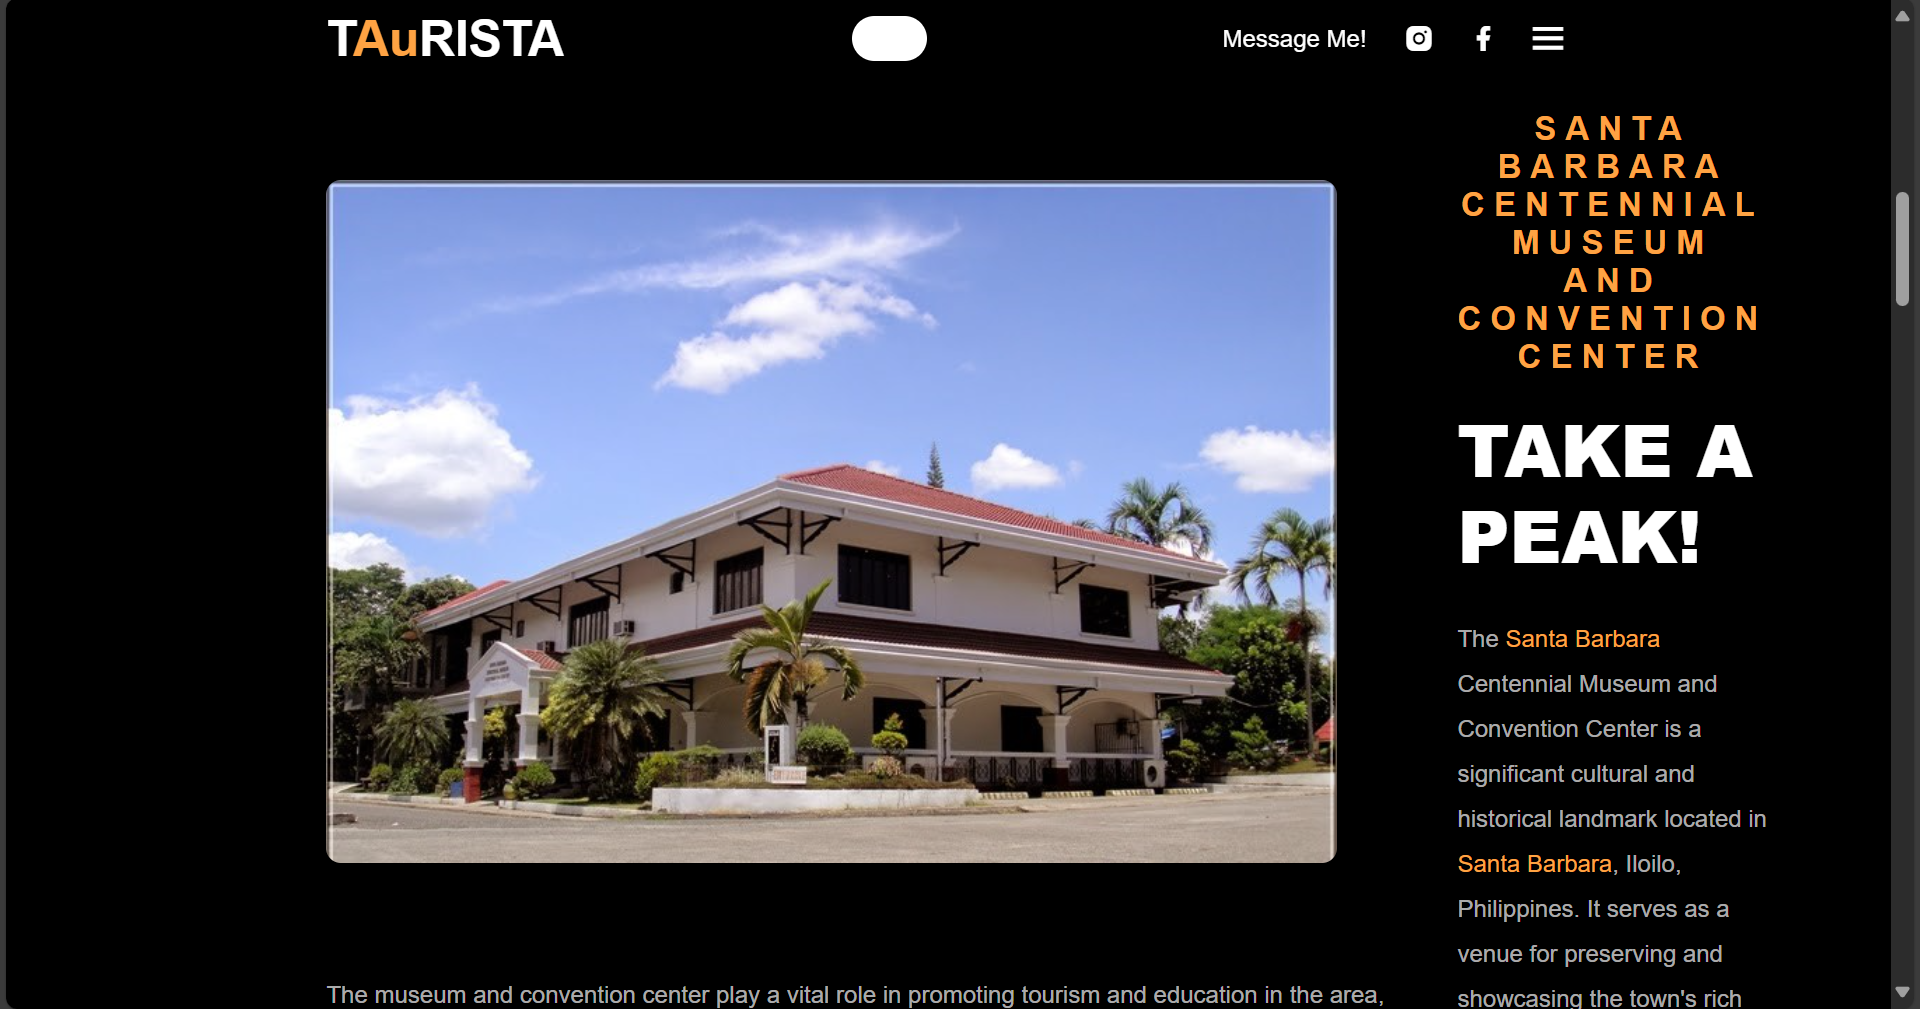 TAuRISTA
Message Me!
SANTA
BARBARA
CENTENNIAL
MUSEUM
AND
CONVENTION
CENTER
TAKE A
PEAK!
The Santa Barbara
Centennial Museum and
Convention Center is a
significant cultural and
historical landmark located in
Santa Barbara, Iloilo,
Philippines. It serves as a
venue for preserving and
showcasing the town's rich
The museum and convention center play a vital role in promoting tourism and education in the area,